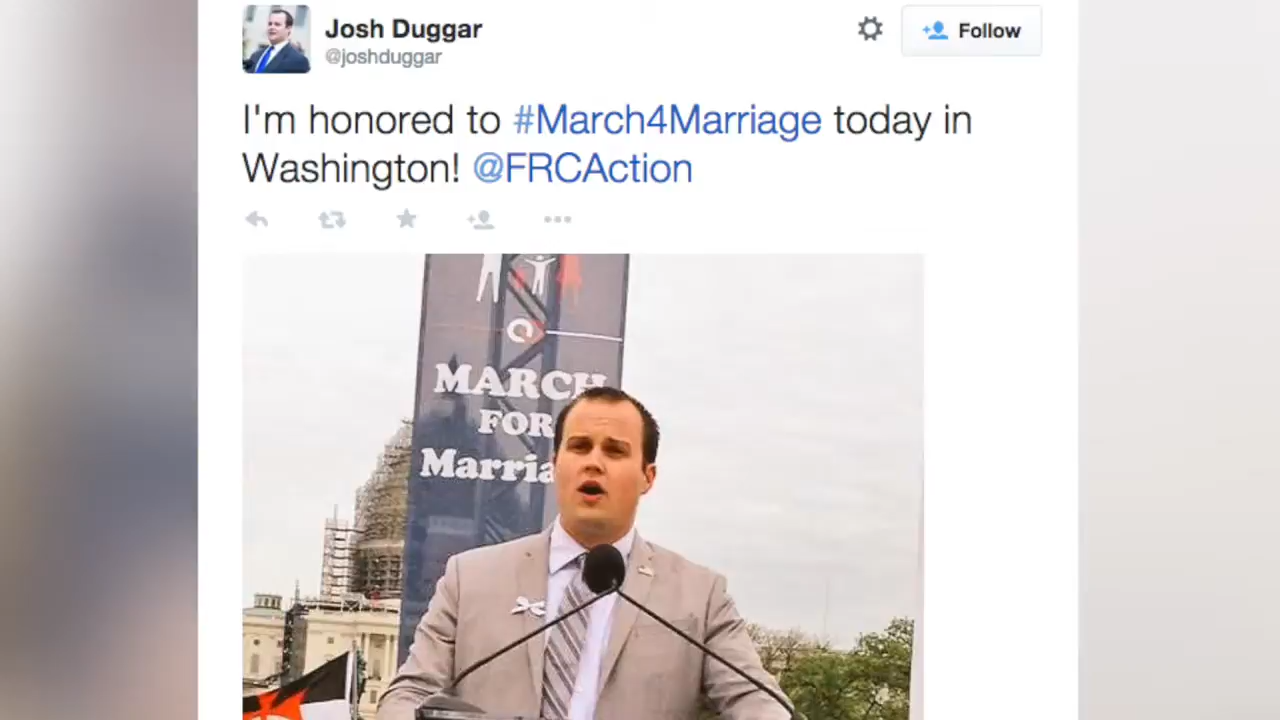 Josh Duggar
@joshduggar
Follow
I'm honored to #March4Marriage today in
Washington! @FRCAction
MARCH
FOR
Marria